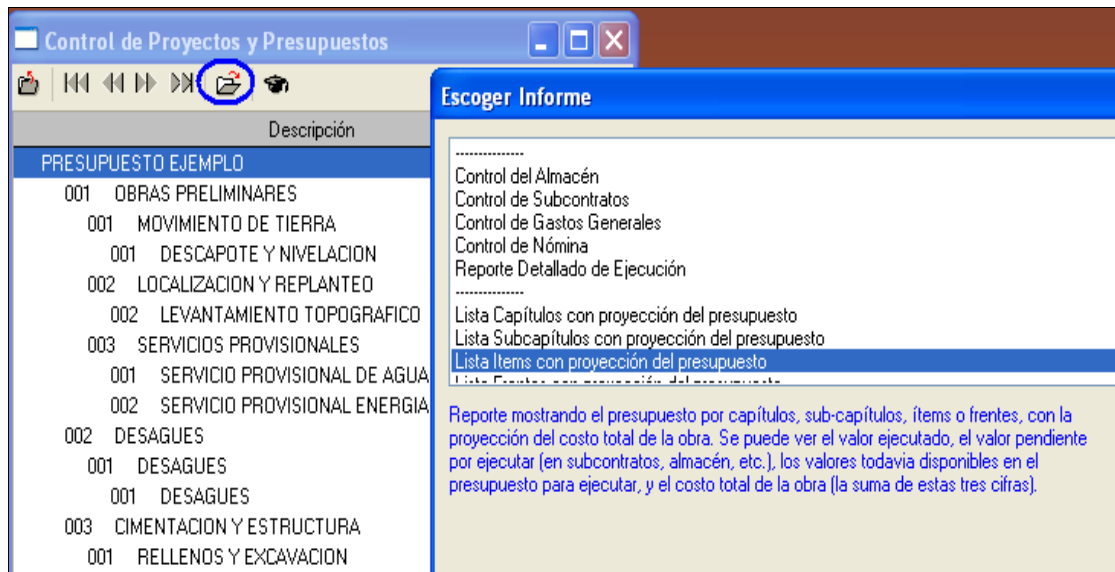 Control de Proyectos y Presupuestos
Descripción
PRESUPUESTO EJEMPLO
001 OBRAS PRELIMINARES
001 MOVIMIENTO DE TIERRA
001 DESCAPOTE Y NIVELACION
002 LOCALIZACION Y REPLANTEO
002 LEVANTAMIENTO TOPOGRAFICO
003 SERVICIOS PROVISIONALES
001 SERVICIO PROVISIONAL DE AGUA
002 SERVICIO PROVISIONAL ENERGIA
002 DESAGUES
001 DESAGUES
001 DESAGUES
003 CIMENTACION Y ESTRUCTURA
001 RELLENOS Y EXCAVACION
Escoger Informe
---------------
Control del Almacén
Control de Subcontratos
Control de Gastos Generales
Control de Nómina
Reporte Detallado de Ejecución
---------------
Lista Capítulos con proyección del presupuesto
Lista Subcapítulos con proyección del presupuesto
Lista Items con proyección del presupuesto
Reporte mostrando el presupuesto por capítulos, sub-capítulos, ítems o frentes, con la
proyección del costo total de la obra. Se puede ver el valor ejecutado, el valor pendiente
por ejecutar (en subcontratos, almacén, etc.), los valores todavia disponibles en el
presupuesto para ejecutar, y el costo total de la obra (la suma de estas tres cifras).